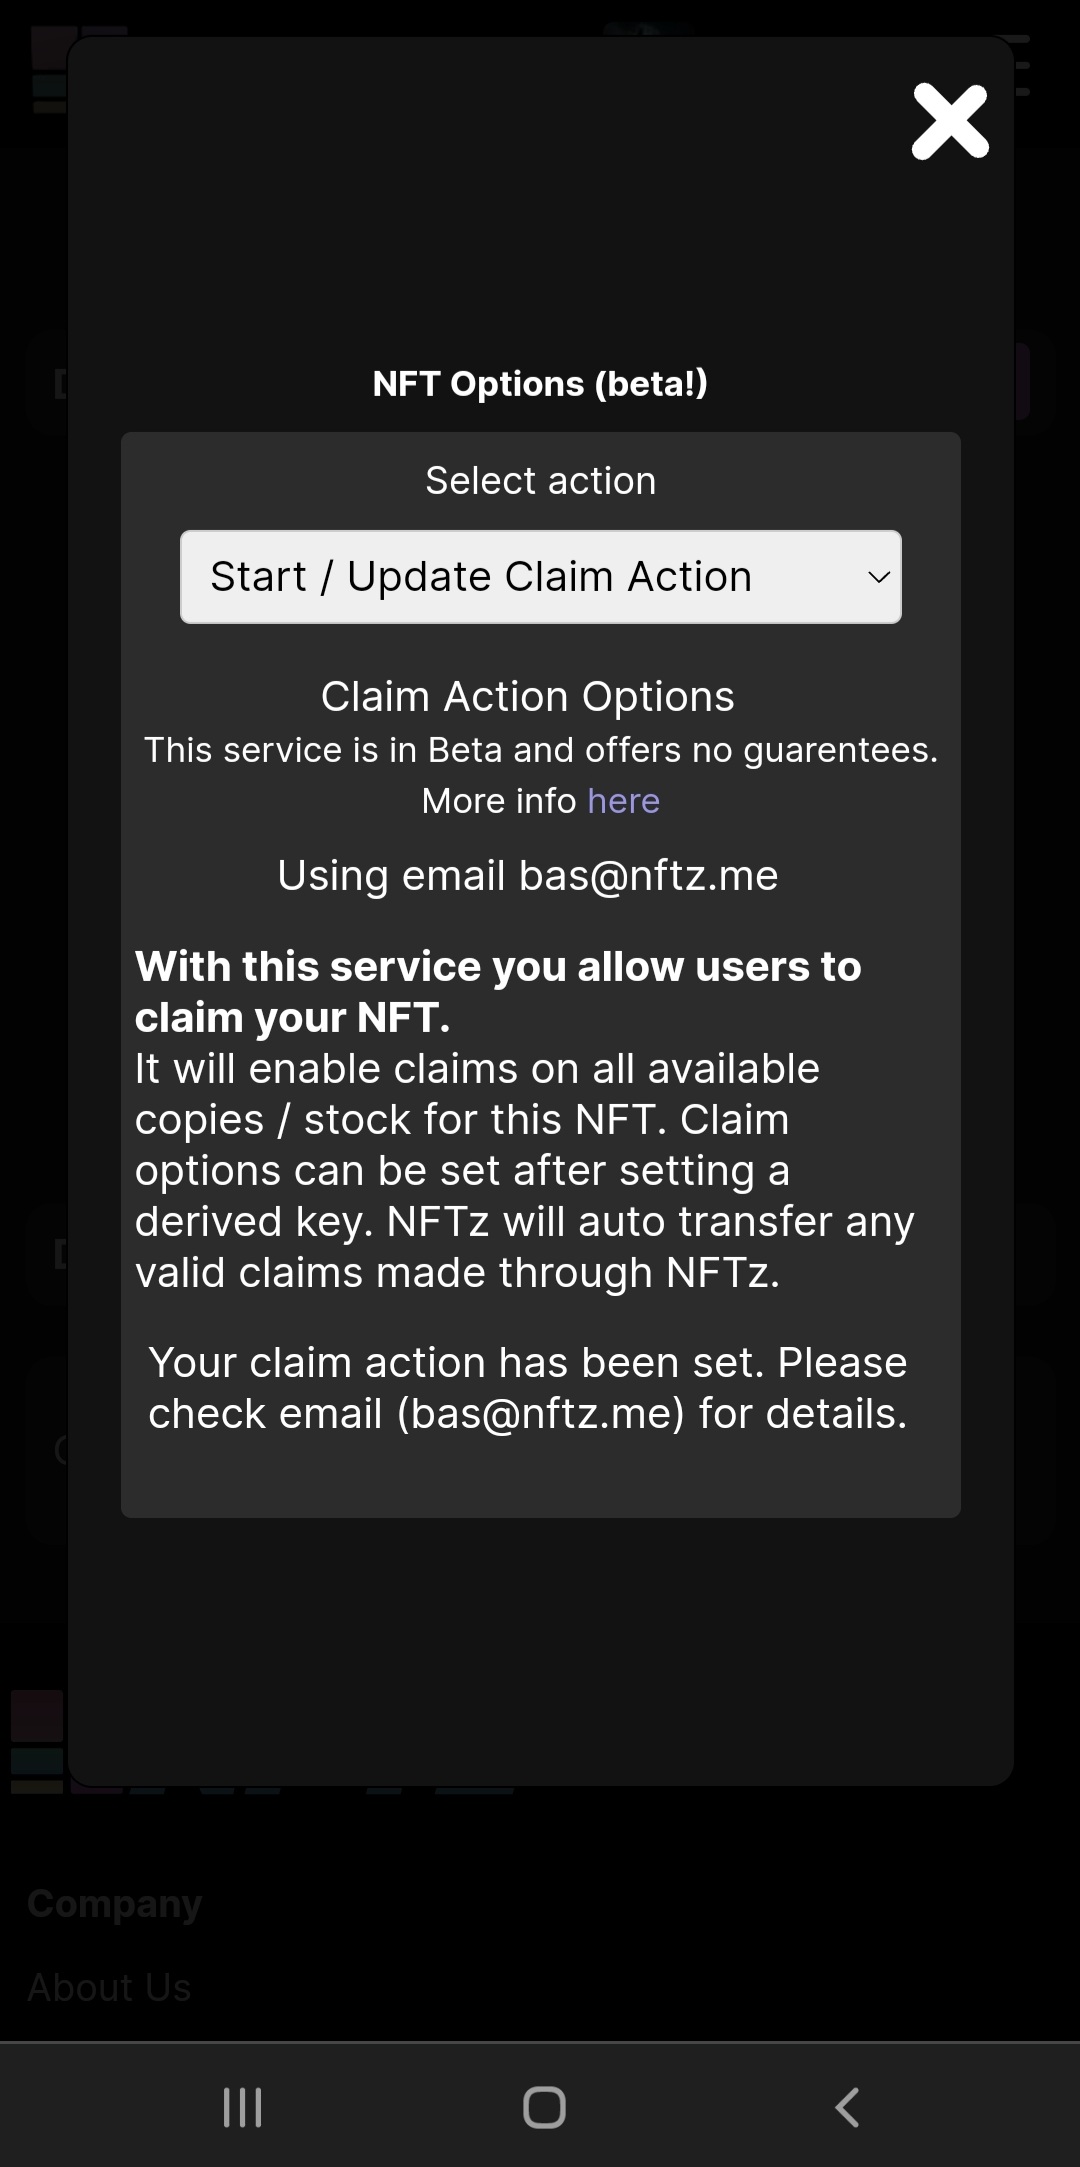 NFT Options (beta!)
Select action
Start / Update Claim Action
Claim Action Options
This service is in Beta and offers no guarentees.
More info here
Using email bas@nftz.me
With this service you allow users to
claim your NFT.
It will enable claims on all available
copies / stock for this NFT. Claim
options can be set after setting a
derived key. NFTz will auto transfer any
valid claims made through NFTz.
Your claim action has been set. Please
check email (bas@nftz.me) for details.
Company
About Us